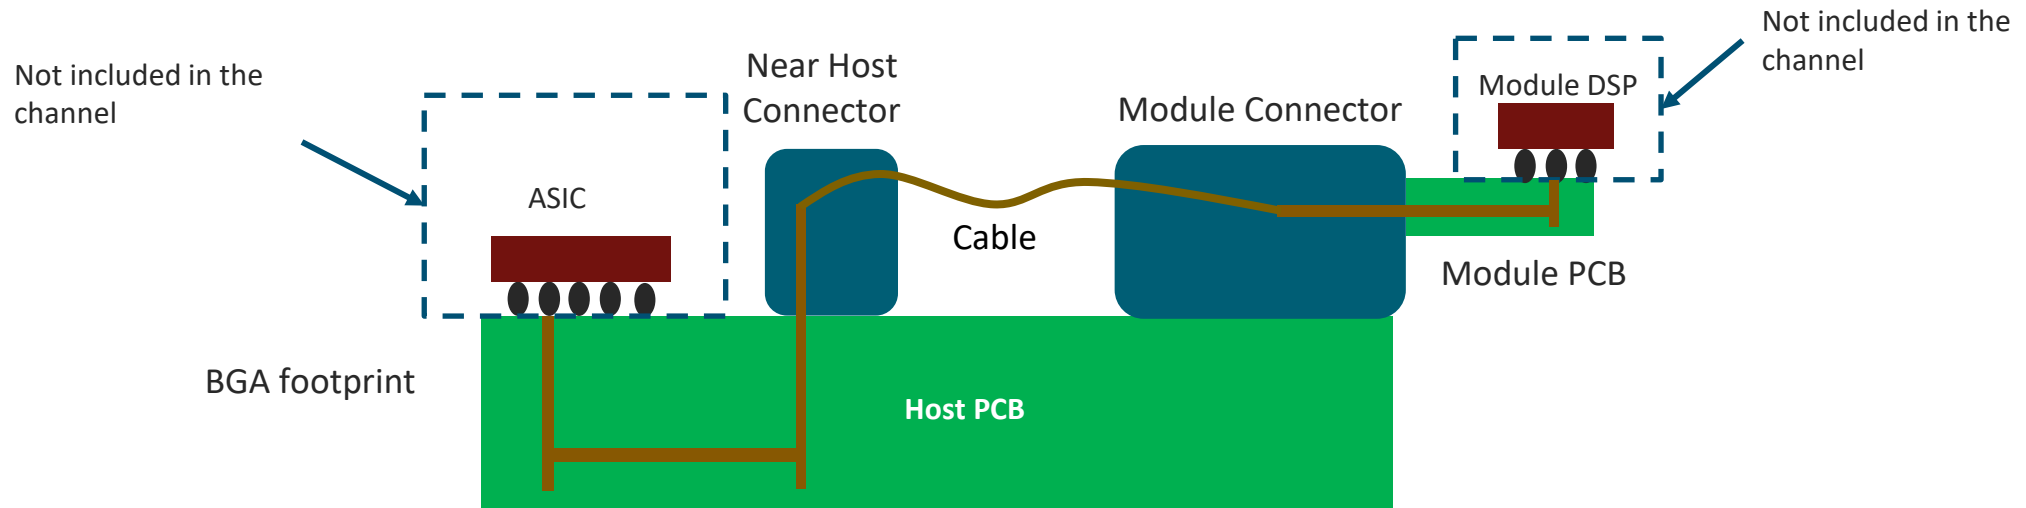 Not included in the
channel
ASIC
BGA footprint
Near Host
Connector
Cable
Host PCB
Module Connector
Module DSP
Module PCB
Not included in the
channel